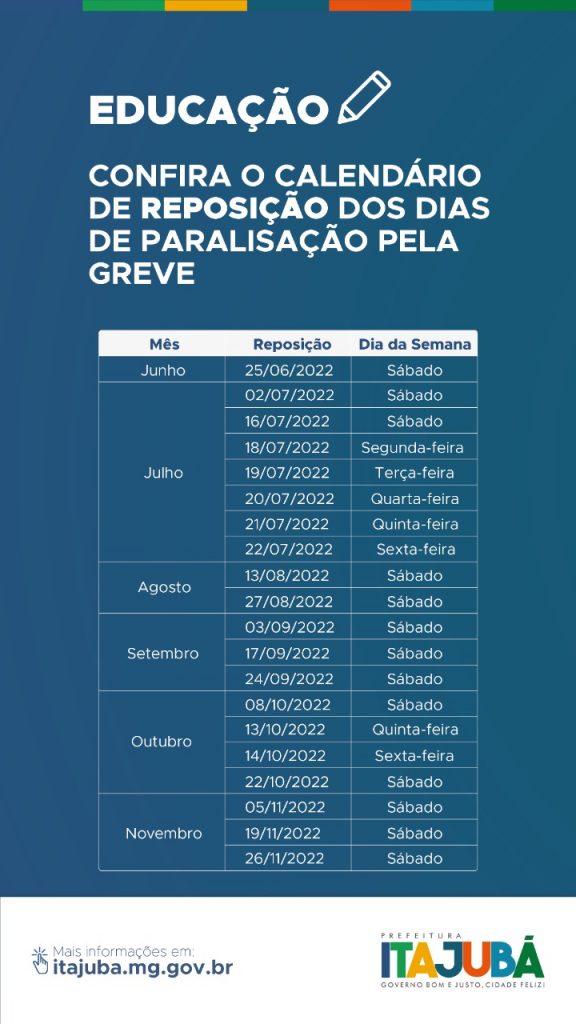 EDUCAÇÃO
CONFIRA O CALENDÁRIO
DE REPOSIÇÃO DOS DIAS
DE PARALISAÇÃO PELA
GREVE
Mês Reposição Dia da Semana
Junho 25/06/2022 Sábado
Julho 02/07/2022 Sábado
16/07/2022 Sábado
18/07/2022 Segunda-feira
19/07/2022 Terça-feira
20/07/2022 Quarta-feira
21/07/2022 Quinta-feira
22/07/2022 Sexta-feira
Agosto 13/08/2022 Sábado
27/08/2022 Sábado
Setembro 03/09/2022 Sábado
17/09/2022 Sábado
24/09/2022 Sábado
Outubro 08/10/2022 Sábado
13/10/2022 Quinta-feira
14/10/2022 Sexta-feira
22/10/2022 Sábado
Novembro 05/11/2022 Sábado
19/11/2022 Sábado
26/11/2022 Sábado
Mais informações em:
itajuba.mg.gov.br
PREFEITURA
ITAJUBÁ
GOVERNO BOM E JUSTO, CIDADE FELIZ!